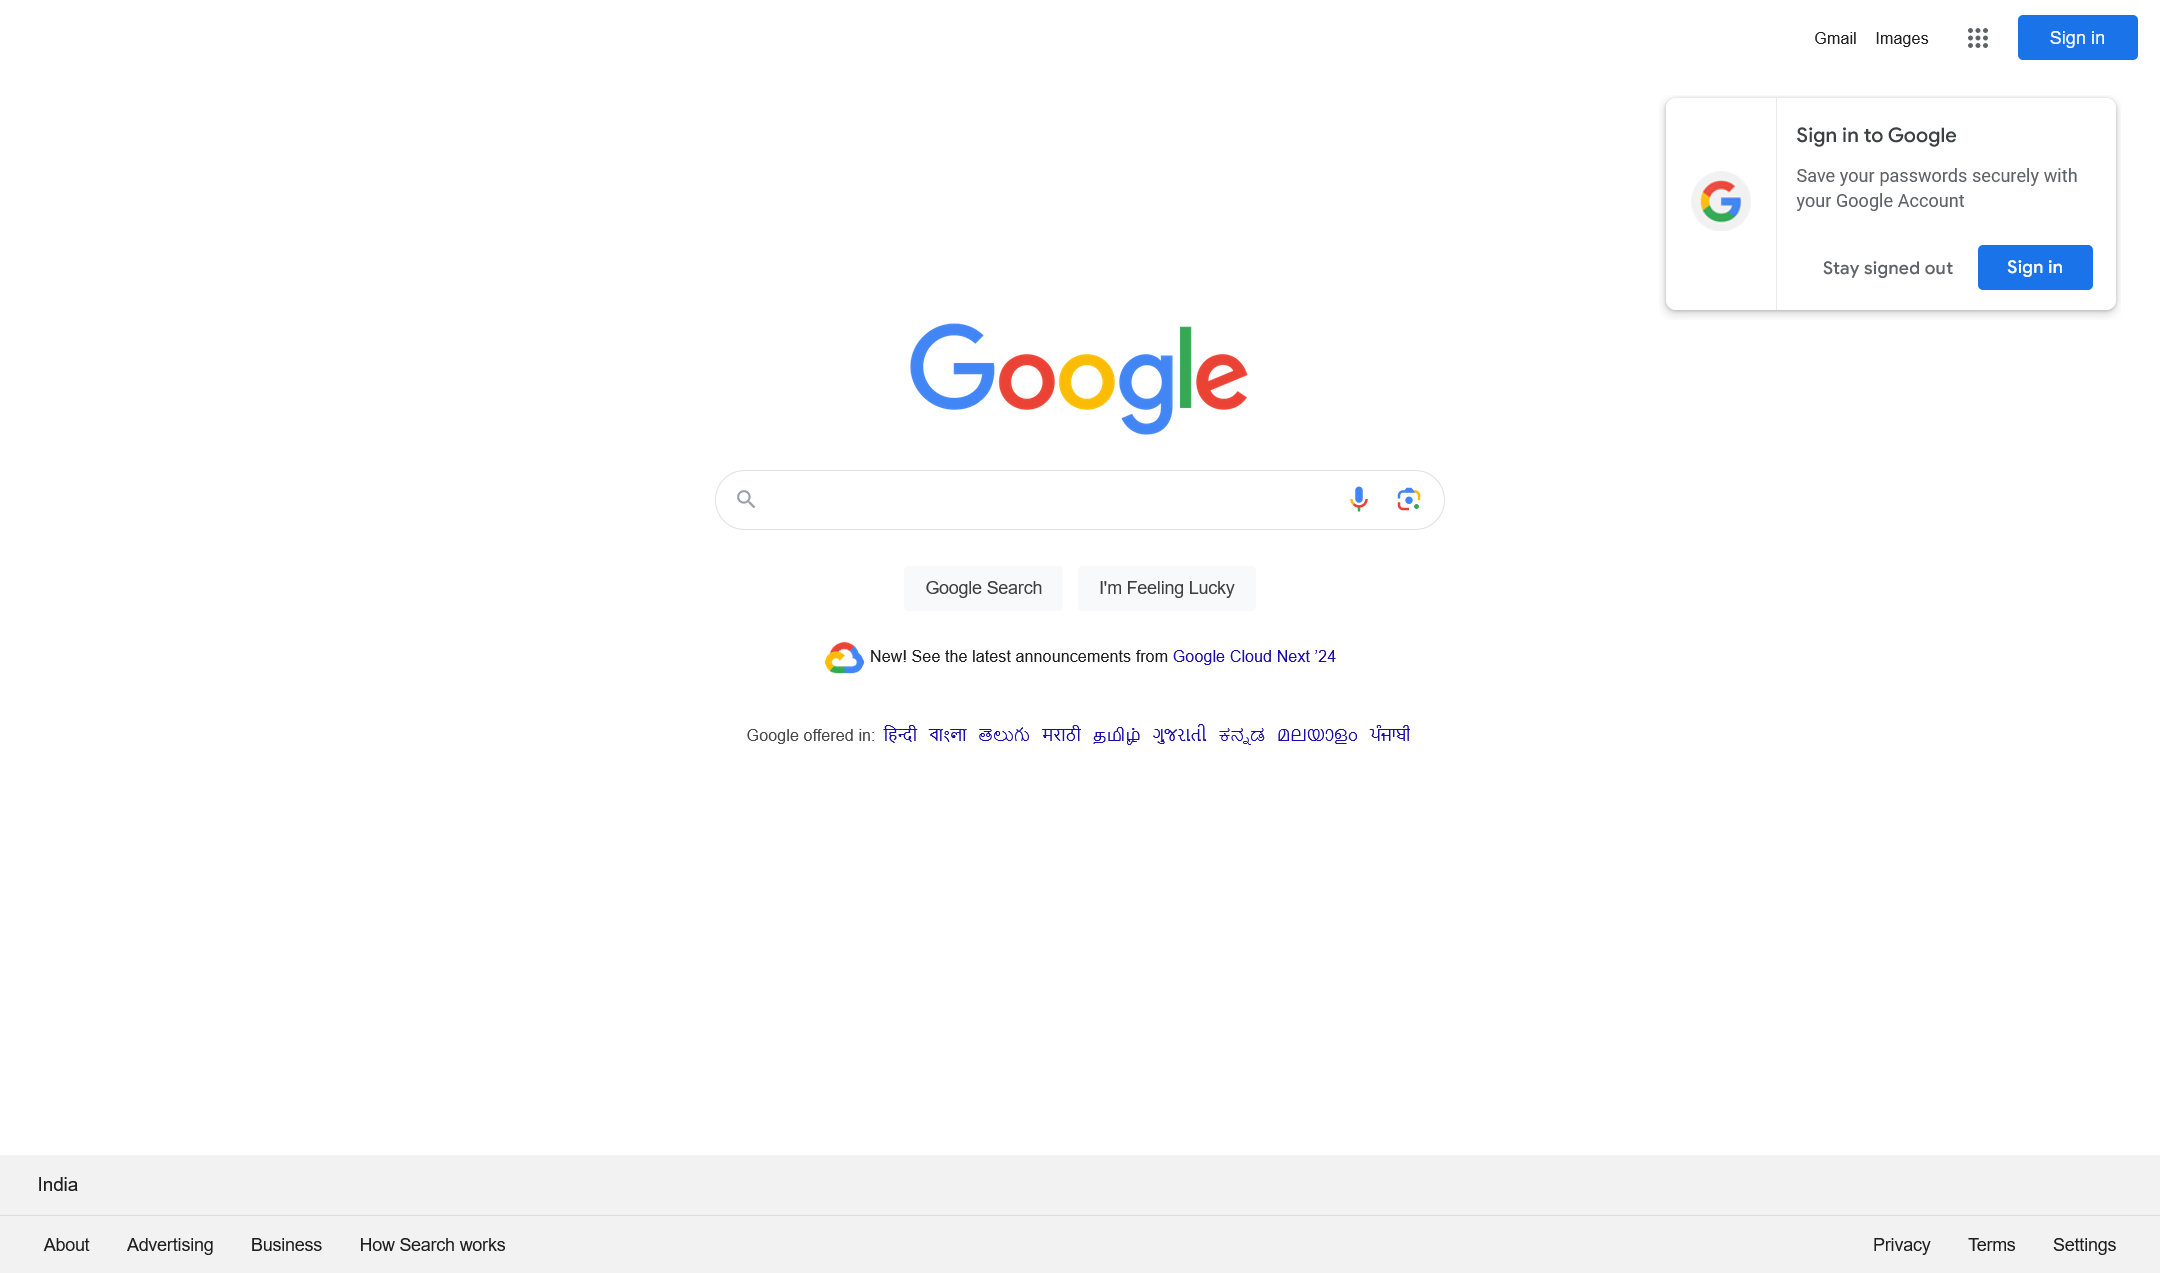 Gmail Images Sign in
Sign in to Google
Save your passwords securely with
your Google Account
Stay signed out Sign in
Google
Google Search I'm Feeling Lucky
New! See the latest announcements from Google Cloud Next ’24
Google offered in: हिन्दी বাংলা తెలుగు मराठी தமிழ் ગુજરાતી ಕನ್ನಡ മലയാളം ਪੰਜਾਬੀ
India
About Advertising Business How Search works Privacy Terms Settings